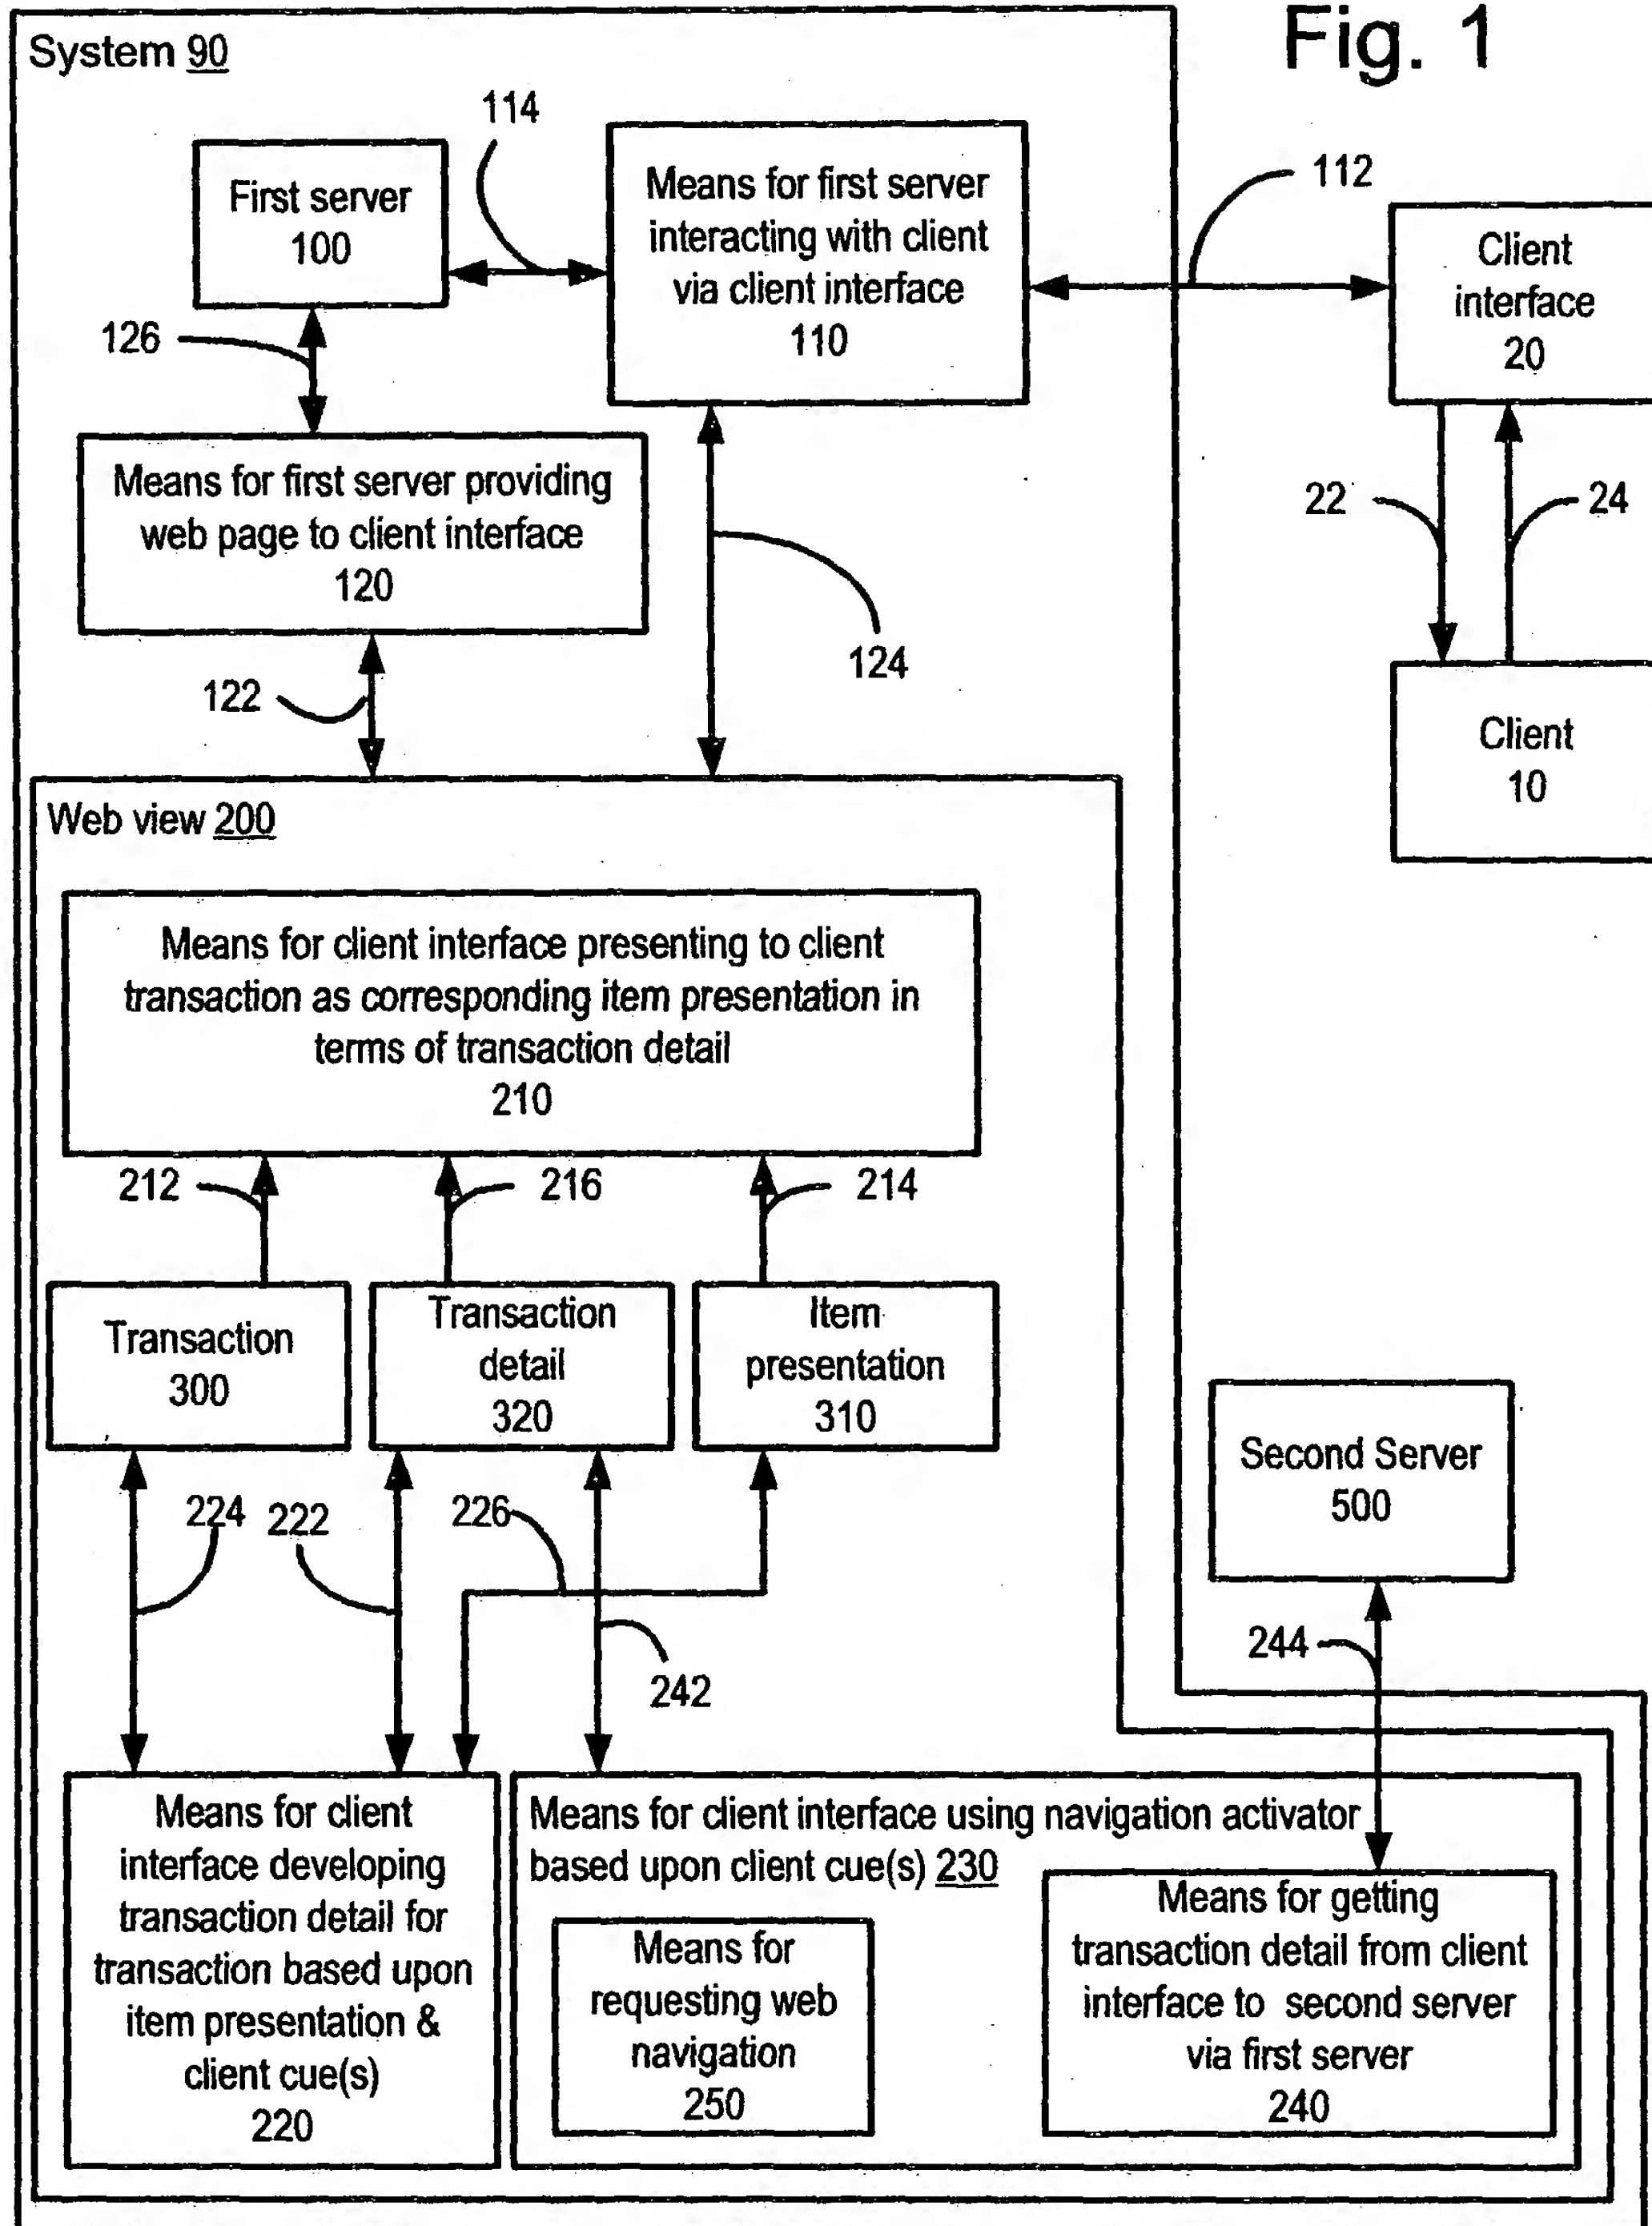 Fig. 1
System 90
114
First server
100
Means for first server
interacting with client
via client interface
110
112
Client
interface
20
126
Means for first server providing
web page to client interface
120
22
24
124
122
Client
10
Web view 200
Means for client interface presenting to client
transaction as corresponding item presentation in
terms of transaction detail
210
212
216
214
Transaction
300
Transaction
detail
320
Item
presentation
310
Second Server
500
224
222
226
244
242
Means for client
interface developing
transaction detail for
transaction based upon
item presentation &
client cue(s)
220
Means for client interface using navigation activator
based upon client cue(s) 230
Means for
requesting web
navigation
250
Means for getting
transaction detail from client
interface to second server
via first server
240